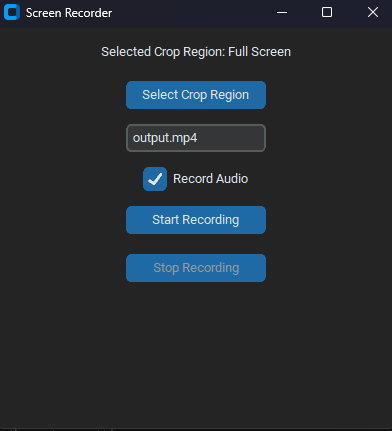 Screen Recorder
Selected Crop Region: Full Screen
Select Crop Region
output.mp4
Record Audio
Start Recording
Stop Recording